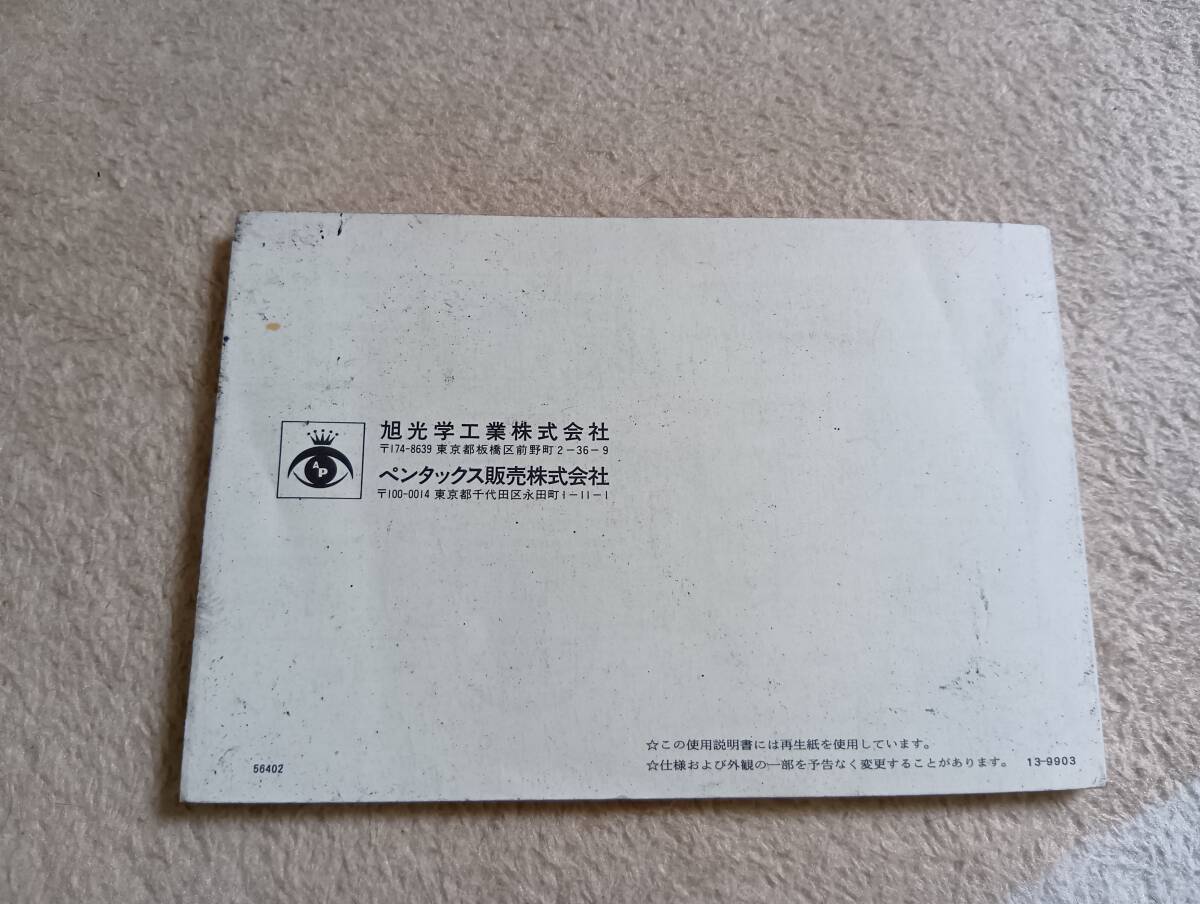 AP
旭光学工業株式会社
〒174-8639 東京都板橋区前野町2-36-9
ペンタックス販売株式会社
〒100-0014 東京都千代田区永田町1-11-1
☆この使用説明書には再生紙を使用しています。
☆仕様および外観の一部を予告なく変更することがあります。 13-9903
56402